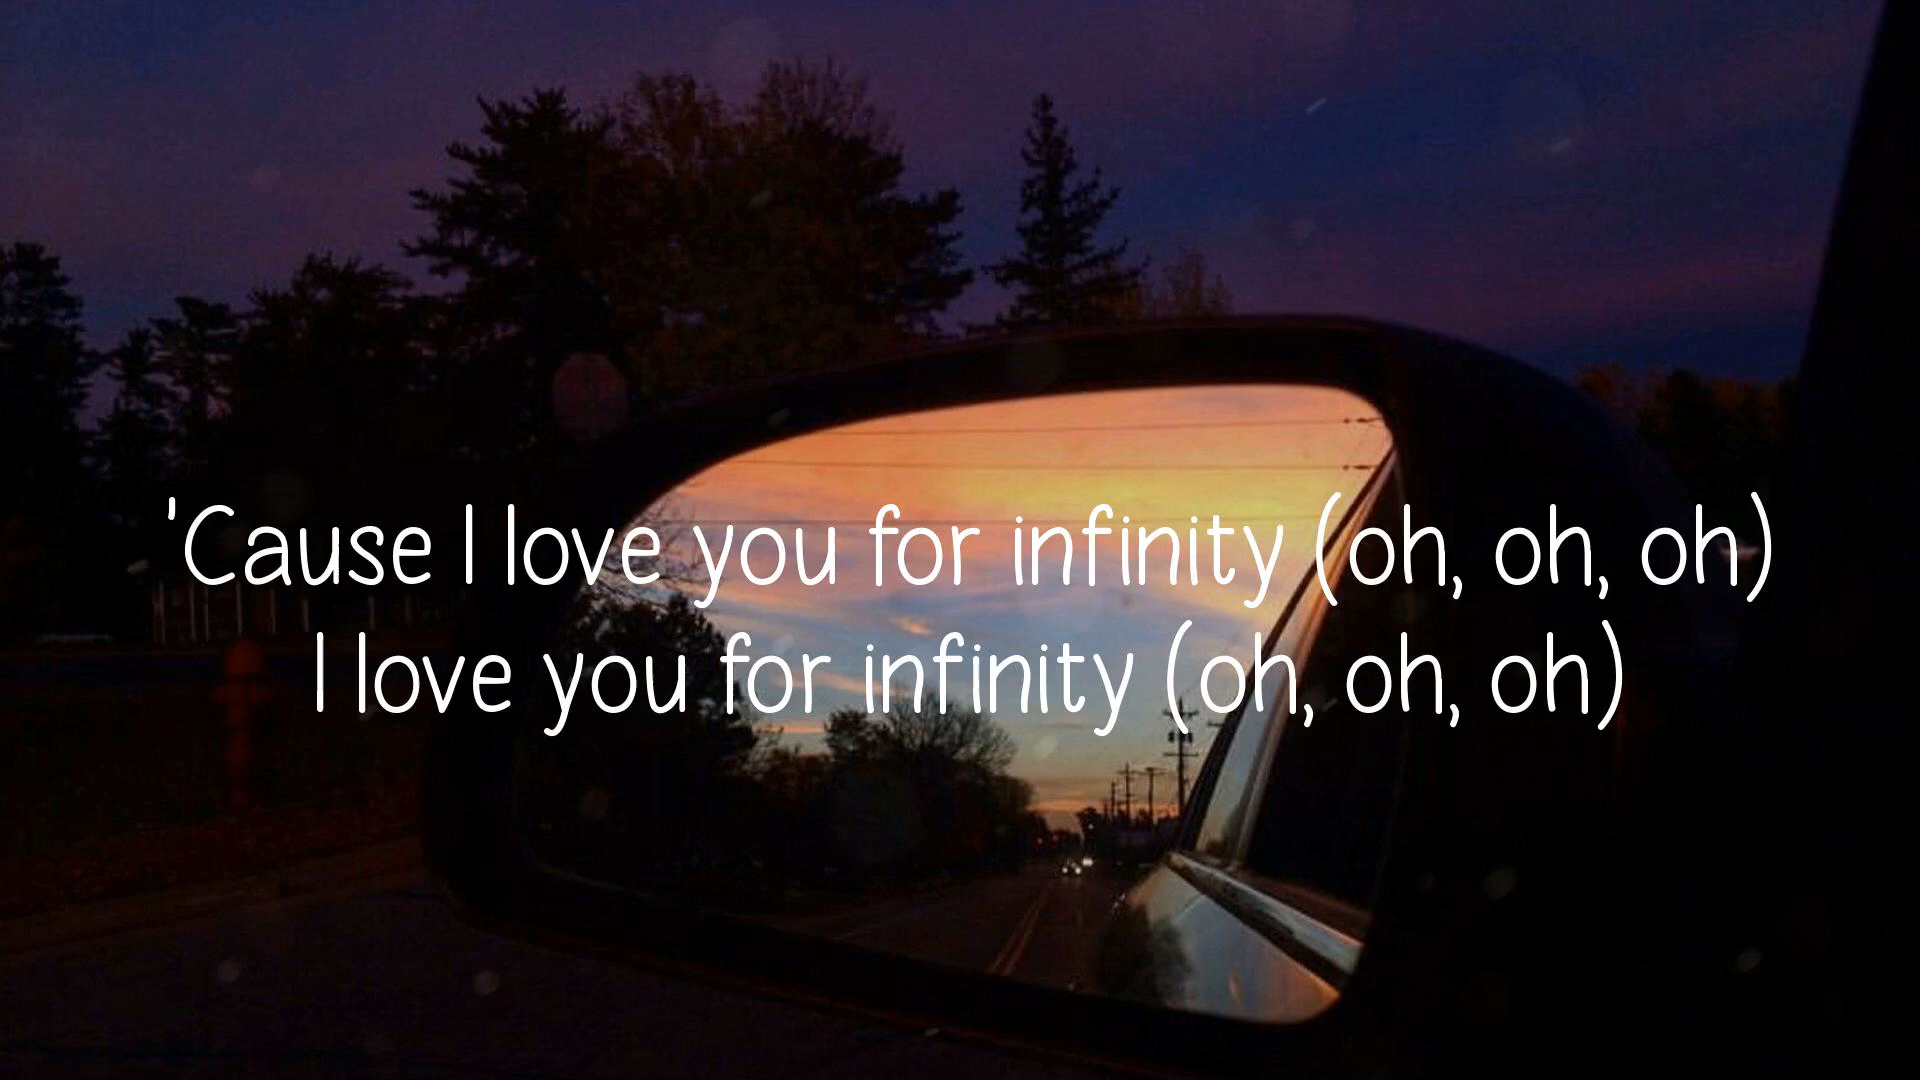 'Cause I love you for infinity (oh, oh, oh)
I love you for infinity (oh, oh, oh)